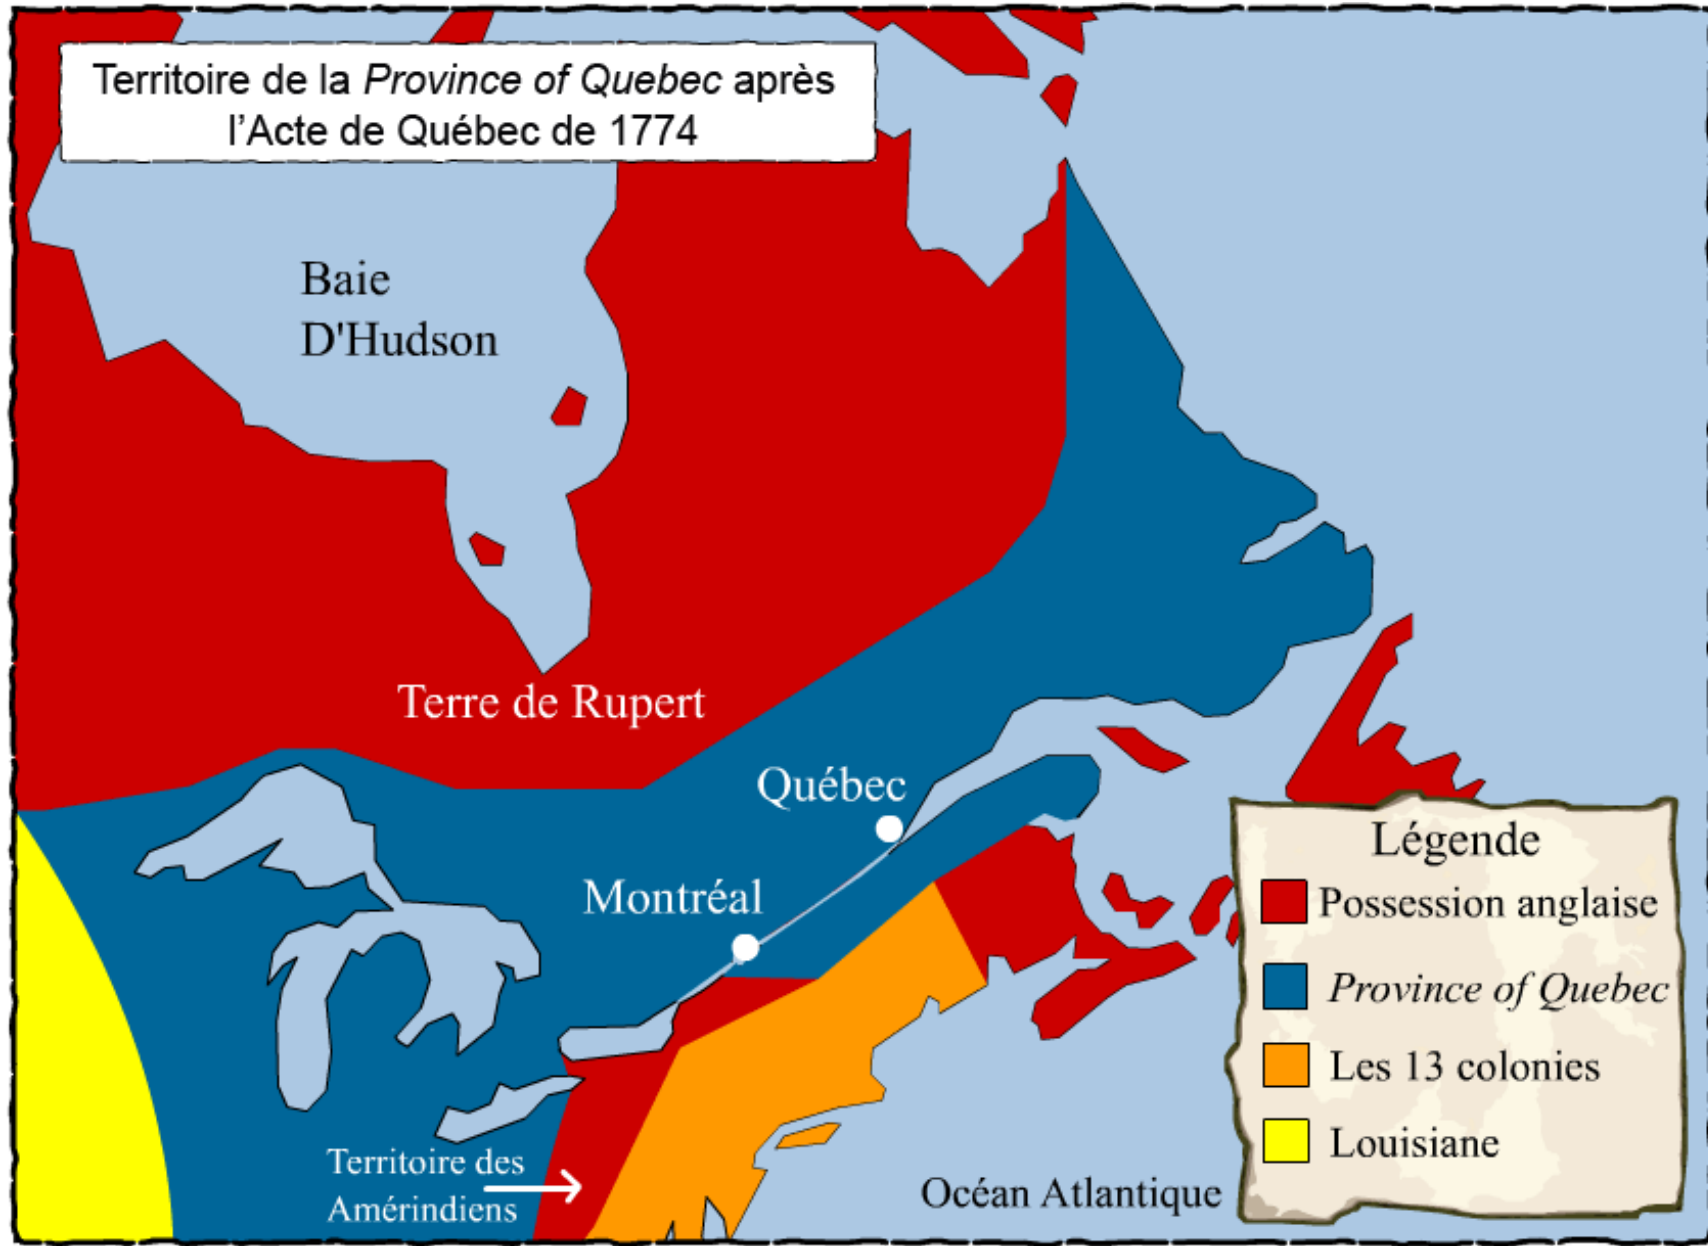 Territoire de la Province of Quebec après
l'Acte de Québec de 1774
Baie
D'Hudson
Terre de Rupert
Québec
Montréal
Territoire des
Amérindiens
Océan Atlantique
Légende
Possession anglaise
Province of Quebec
Les 13 colonies
Louisiane